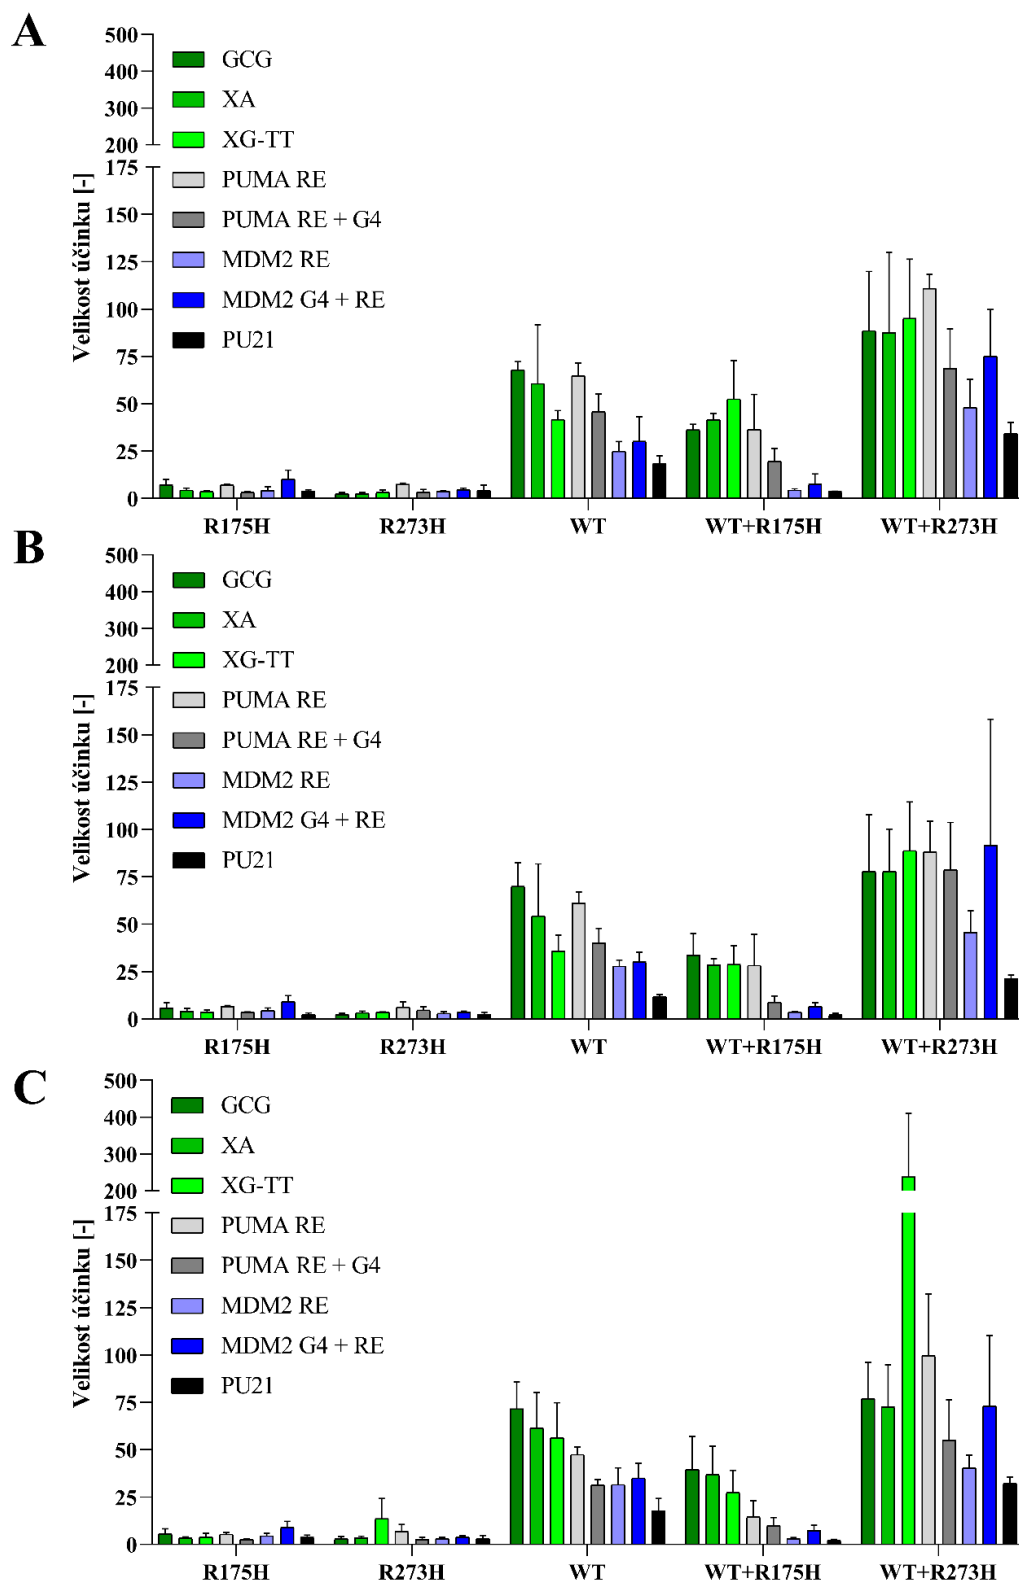 A
500
400
300
200
175
150
125
100
75
50
25
0
Velikost účinku [-]
GCG
XA
XG-TT
PUMA RE
PUMA RE + G4
MDM2 RE
MDM2 G4 + RE
PU21
R175H R273H WT WT+R175H WT+R273H
B
500
400
300
200
175
150
125
100
75
50
25
0
Velikost účinku [-]
GCG
XA
XG-TT
PUMA RE
PUMA RE + G4
MDM2 RE
MDM2 G4 + RE
PU21
R175H R273H WT WT+R175H WT+R273H
C
500
400
300
200
175
150
125
100
75
50
25
0
Velikost účinku [-]
GCG
XA
XG-TT
PUMA RE
PUMA RE + G4
MDM2 RE
MDM2 G4 + RE
PU21
R175H R273H WT WT+R175H WT+R273H